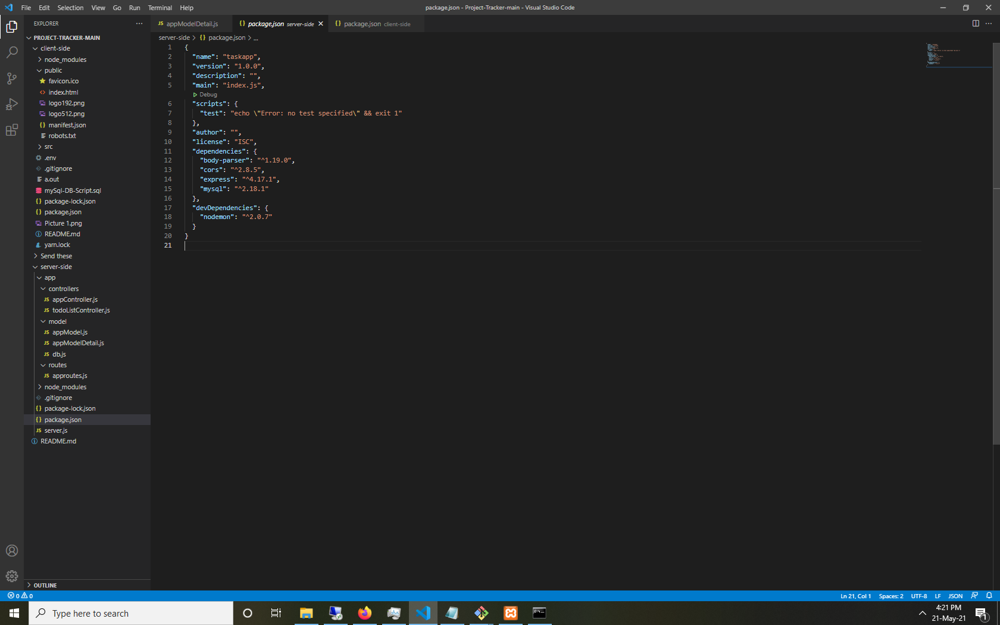 File Edit Selection View Go Run Terminal Help
package.json - Project-Tracker-main - Visual Studio Code
EXPLORER
PROJECT-TRACKER-MAIN
client-side
node_modules
public
favicon.ico
index.html
logo192.png
logo512.png
manifest.json
robots.txt
src
.env
.gitignore
a.out
mySql-DB-Script.sql
package-lock.json
package.json
Picture 1.png
README.md
yarn.lock
Send these
server-side
app
controllers
JS appController.js
JS todoListController.js
model
JS appModel.js
JS appModelDetail.js
JS db.js
routes
JS approutes.js
node_modules
.gitignore
package-lock.json
package.json
JS server.js
README.md
OUTLINE
JS appModelDetail.js {} package.json server-side {} package.json client-side
server-side > {} package.json > ...
1 {
2 "name": "taskapp",
3 "version": "1.0.0",
4 "description": "",
5 "main": "index.js",
Debug
6 "scripts": {
7 "test": "echo \"Error: no test specified\" && exit 1"
8 },
9 "author": "",
10 "license": "ISC",
11 "dependencies": {
12 "body-parser": "^1.19.0",
13 "cors": "^2.8.5",
14 "express": "^4.17.1",
15 "mysql": "^2.18.1"
16 },
17 "devDependencies": {
18 "nodemon": "^2.0.7"
19 }
20 }
21
0 0
Ln 21, Col 1 Spaces: 2 UTF-8 LF JSON
Type here to search
4:21 PM
21-May-21
1